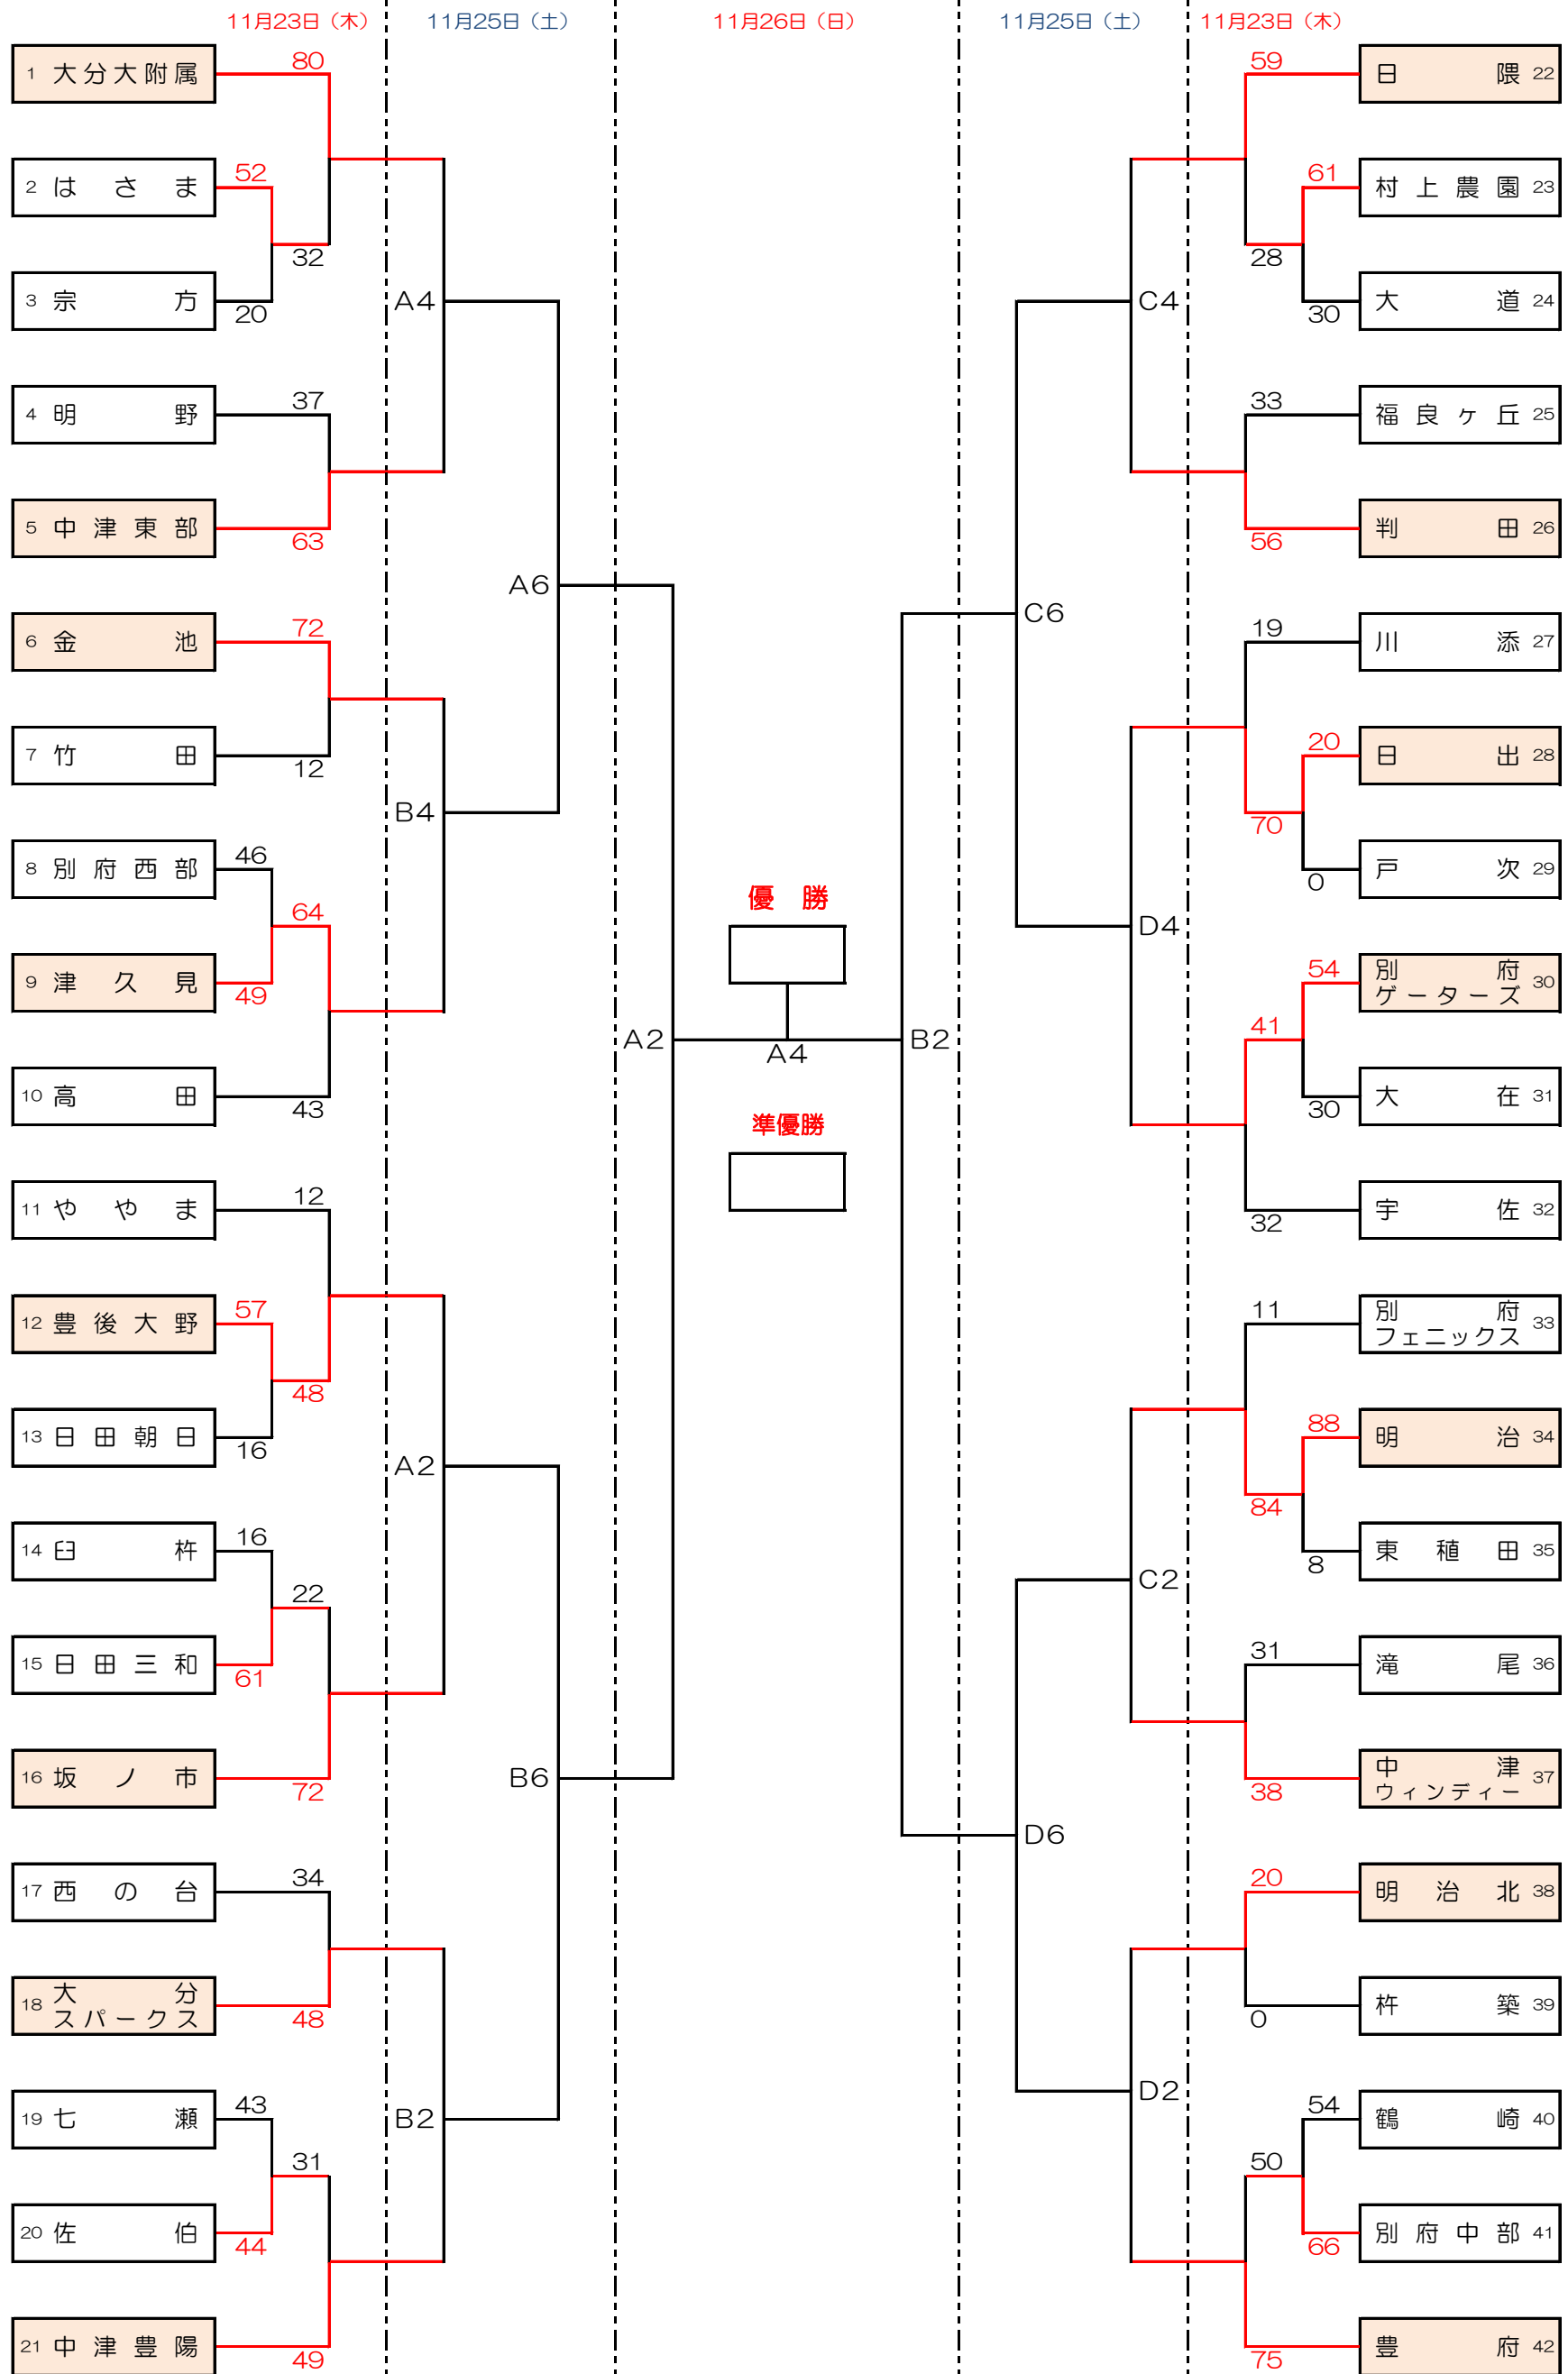 11月23日（木）
11月25日（土）
11月26日（日）
11月25日（土）
11月23日（木）
1 大分大附属
80
2 はさま
52
32
3 宗方
20
A4
4 明野
37
5 中津東部
63
A6
6 金池
72
7 竹田
12
B4
8 別府西部
46
64
9 津久見
49
10 高田
43
A2
11 ややま
12
12 豊後大野
57
48
13 日田朝日
16
A2
14 臼杵
16
22
15 日田三和
61
16 坂ノ市
72
B6
17 西の台
34
18 大分
スパークス
48
19 七瀬
43
B2
31
20 佐伯
44
21 中津豊陽
49
優勝
A4
準優勝
59
日隈 22
61
村上農園 23
28
大道 24
30
C4
33
福良ヶ丘 25
判田 26
56
C6
19
川添 27
20
日出 28
70
戸次 29
0
D4
54
別府
ゲーターズ 30
41
大在 31
30
B2
宇佐 32
32
11
別府
フェニックス 33
88
明治 34
84
東稙田 35
8
C2
31
滝尾 36
中津
ウィンディー 37
38
D6
20
明治北 38
杵築 39
0
D2
54
鶴崎 40
50
別府中部 41
66
豊府 42
75